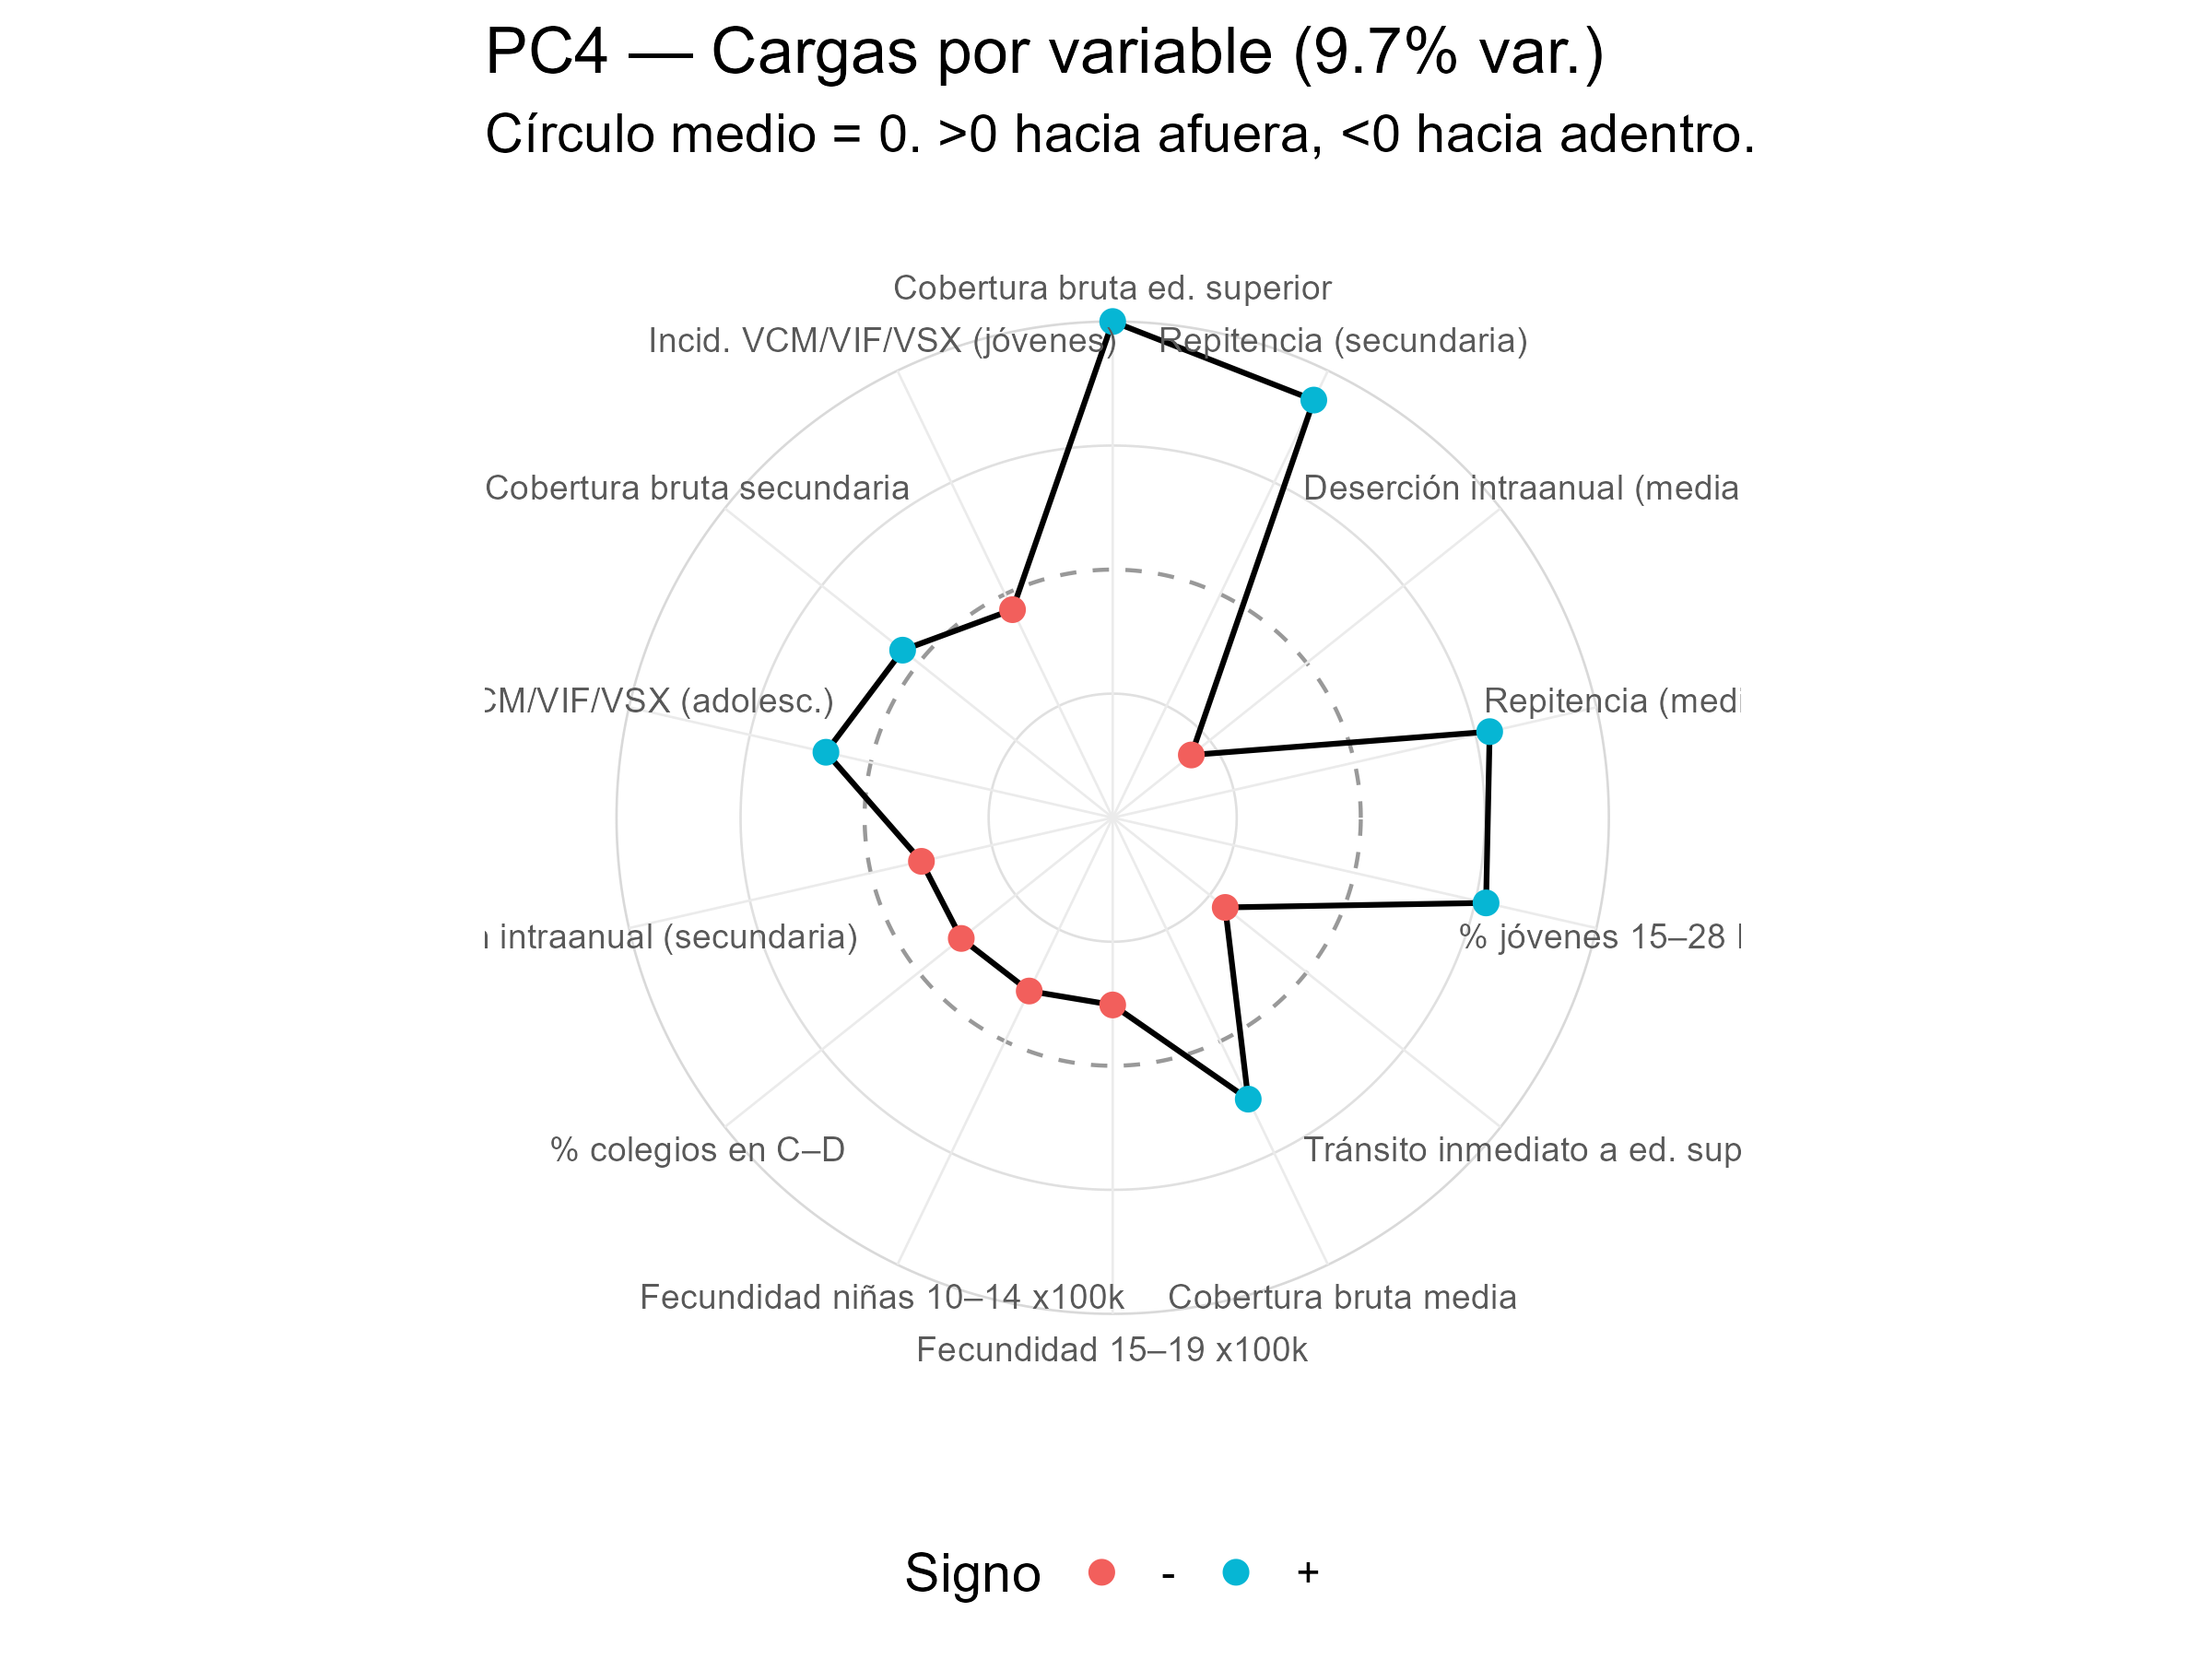 PC4 — Cargas por variable (9.7% var.)
Círculo medio = 0. >0 hacia afuera, <0 hacia adentro.
Cobertura bruta ed. superior
Incid. VCM/VIF/VSX (jóvenes)
Repitencia (secundaria)
Cobertura bruta secundaria
Deserción intraanual (media
CM/VIF/VSX (adolesc.)
Repitencia (medi
intraanual (secundaria)
% jóvenes 15–28
% colegios en C–D
Tránsito inmediato a ed. sup
Fecundidad niñas 10–14 x100k
Cobertura bruta media
Fecundidad 15–19 x100k
Signo - +